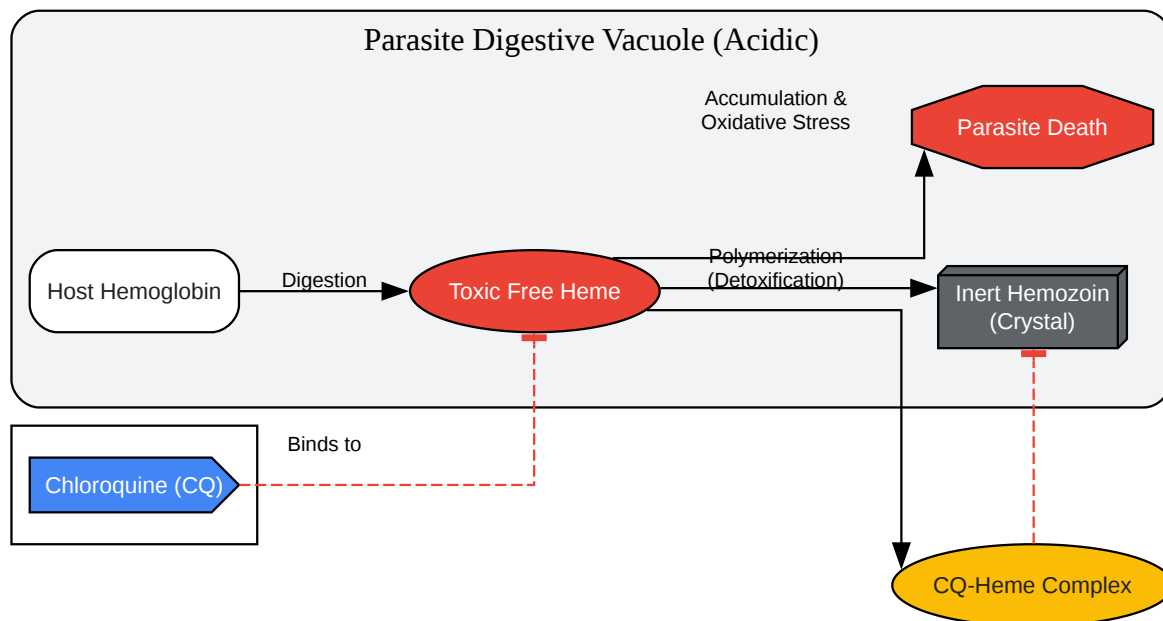 Parasite Digestive Vacuole (Acidic)
Accumulation &
Oxidative Stress
Parasite Death
Host Hemoglobin
Digestion
Toxic Free Heme
Polymerization
(Detoxification)
Inert Hemozoin
(Crystal)
Binds to
Chloroquine (CQ)
CQ-Heme Complex